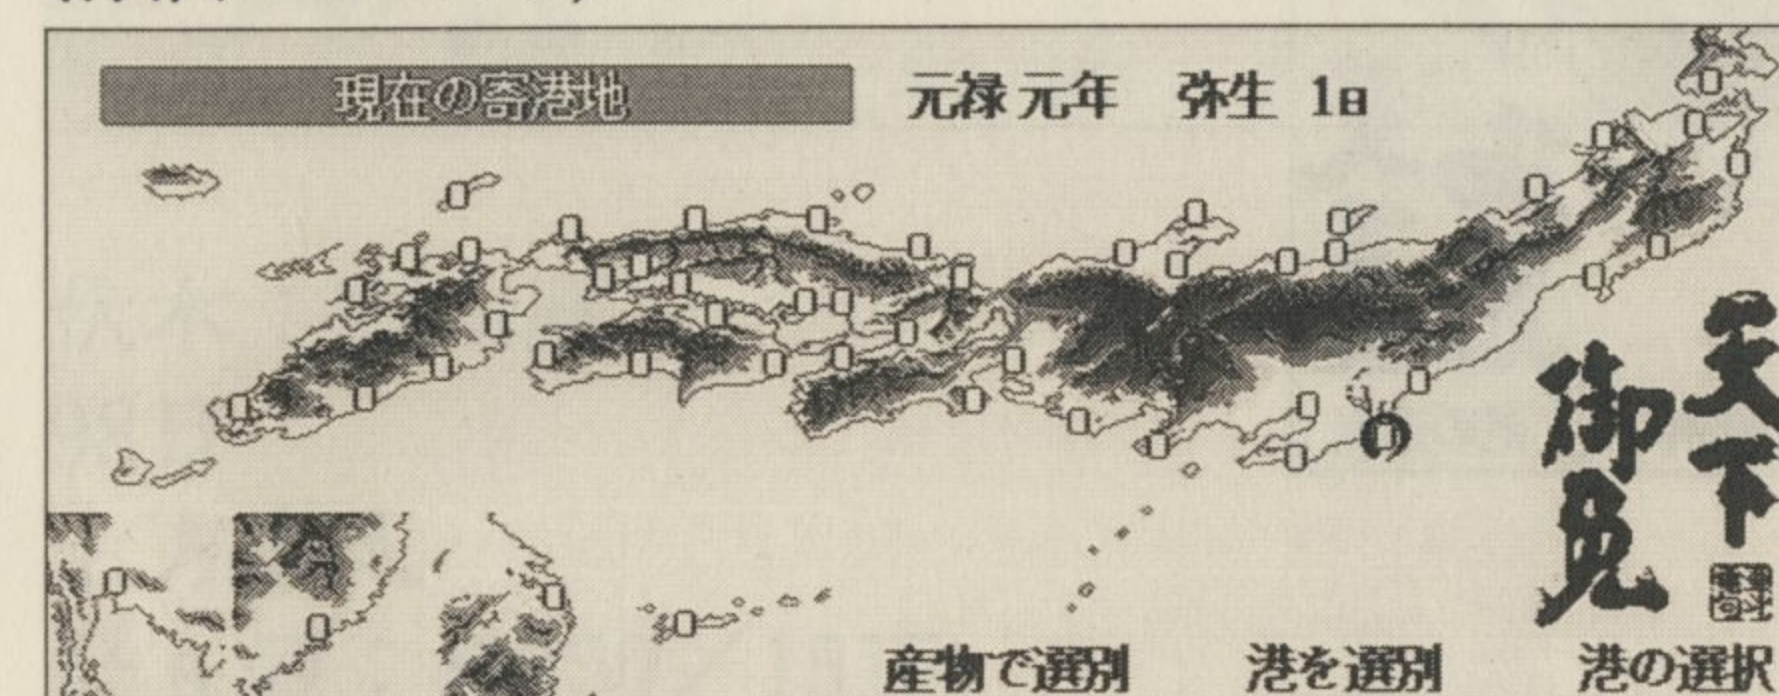 現在の寄港地
元禄 元年 弥生 1日
天下
御免
産物で選別 港を選別 港の選択